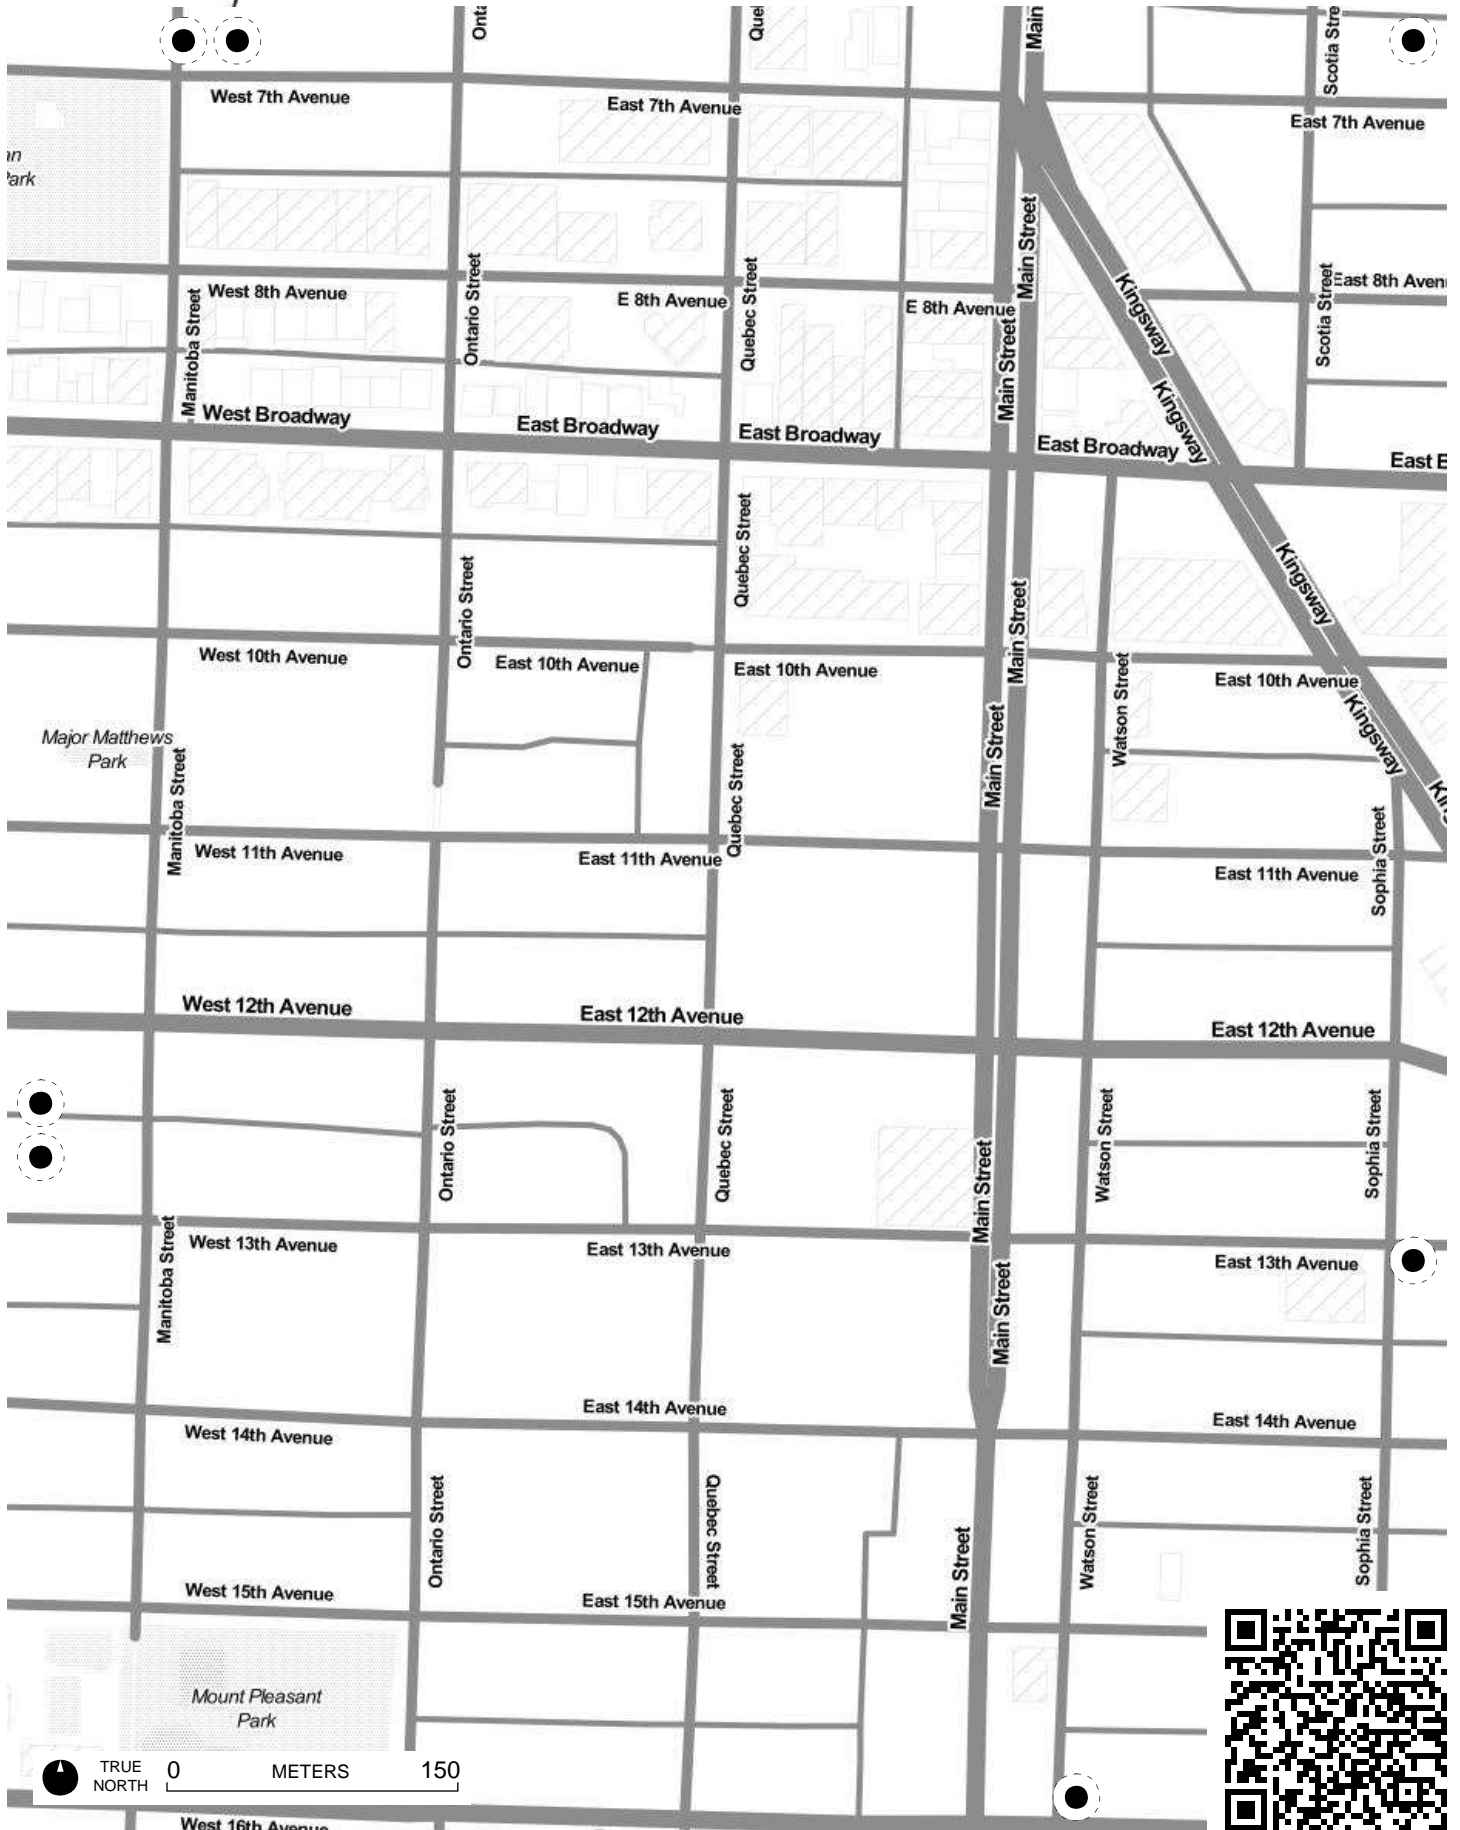 Main
Scotia Stre
West 7th Avenue
East 7th Avenue
East 7th Avenue
ark
Main Street
Ontario Street
Quebec Street
Scotia Street
East 8th Aven
West 8th Avenue
E 8th Avenue
E 8th Avenue
Kingsway
Manitoba Street
Main Street
Kingsway
West Broadway
East Broadway
East Broadway
East Broadway
East B
Quebec Street
Ontario Street
Kingsway
Main Street
West 10th Avenue
East 10th Avenue
East 10th Avenue
East 10th Avenue
Watson Street
Kingsway
Main Street
Major Matthews
Park
Manitoba Street
Quebec Street
Sophia Street
West 11th Avenue
East 11th Avenue
East 11th Avenue
West 12th Avenue
East 12th Avenue
East 12th Avenue
Ontario Street
Quebec Street
Watson Street
Sophia Street
Main Street
West 13th Avenue
East 13th Avenue
East 13th Avenue
Manitoba Street
Main Street
East 14th Avenue
East 14th Avenue
West 14th Avenue
Ontario Street
Quebec Street
Main Street
Watson Street
Sophia Street
West 15th Avenue
East 15th Avenue
Mount Pleasant
Park
TRUE
NORTH
0 METERS 150
West 16th Avenue